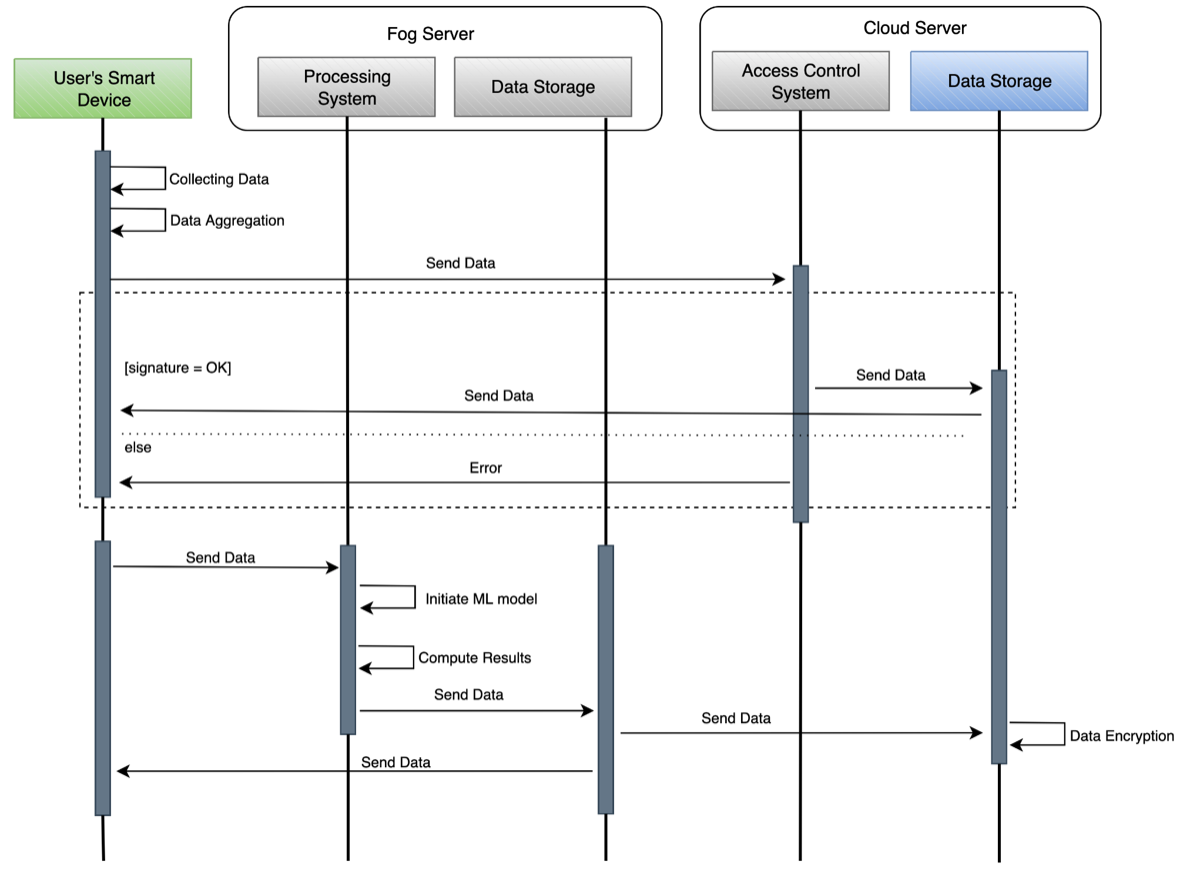 Fog Server
Cloud Server
User's Smart
Device
Processing
System
Data Storage
Access Control
System
Data Storage
Collecting Data
Data Aggregation
Send Data
[signature = OK]
Send Data
Send Data
else
Error
Send Data
Initiate ML model
Compute Results
Send Data
Send Data
Data Encryption
Send Data